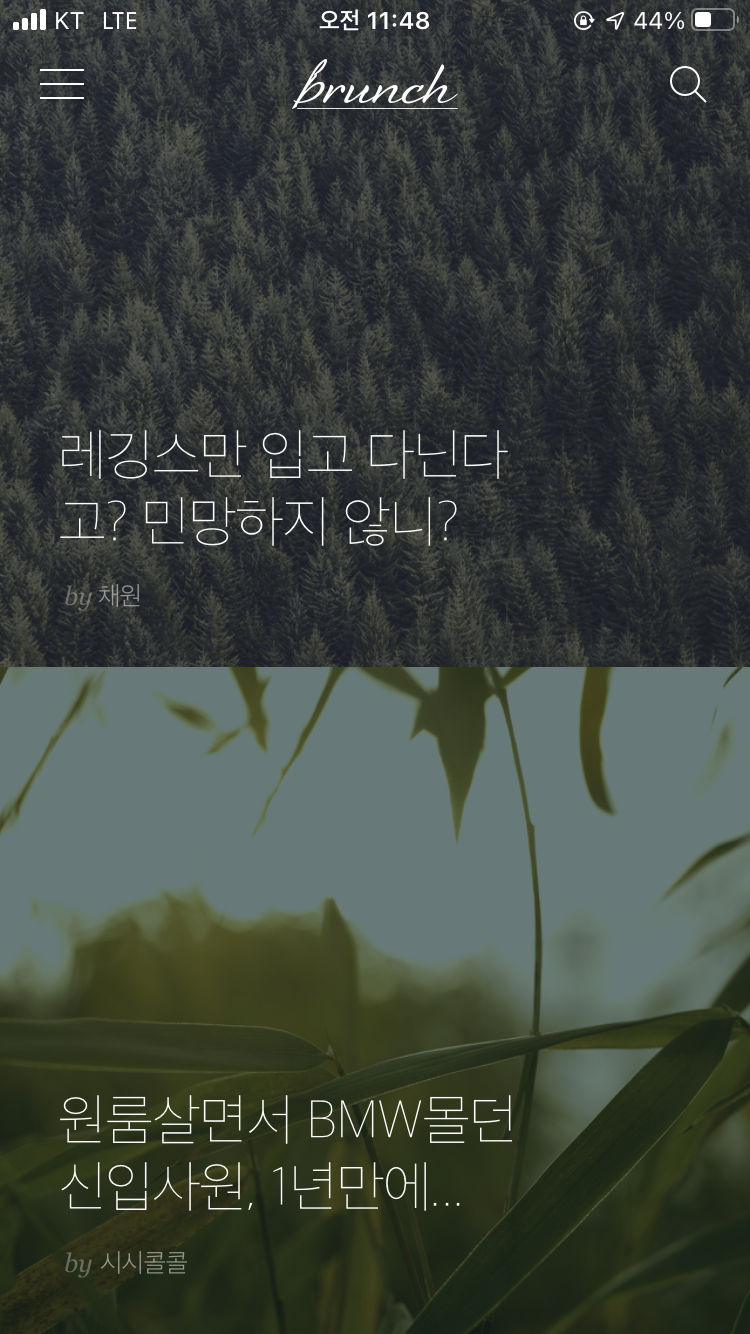 KT LTE 오전 11:48 44%
brunch
레깅스만 입고 다닌다
고? 민망하지 않니?
by 채원
원룸살면서 BMW몰던
신입사원, 1년만에...
by 시시콜콜